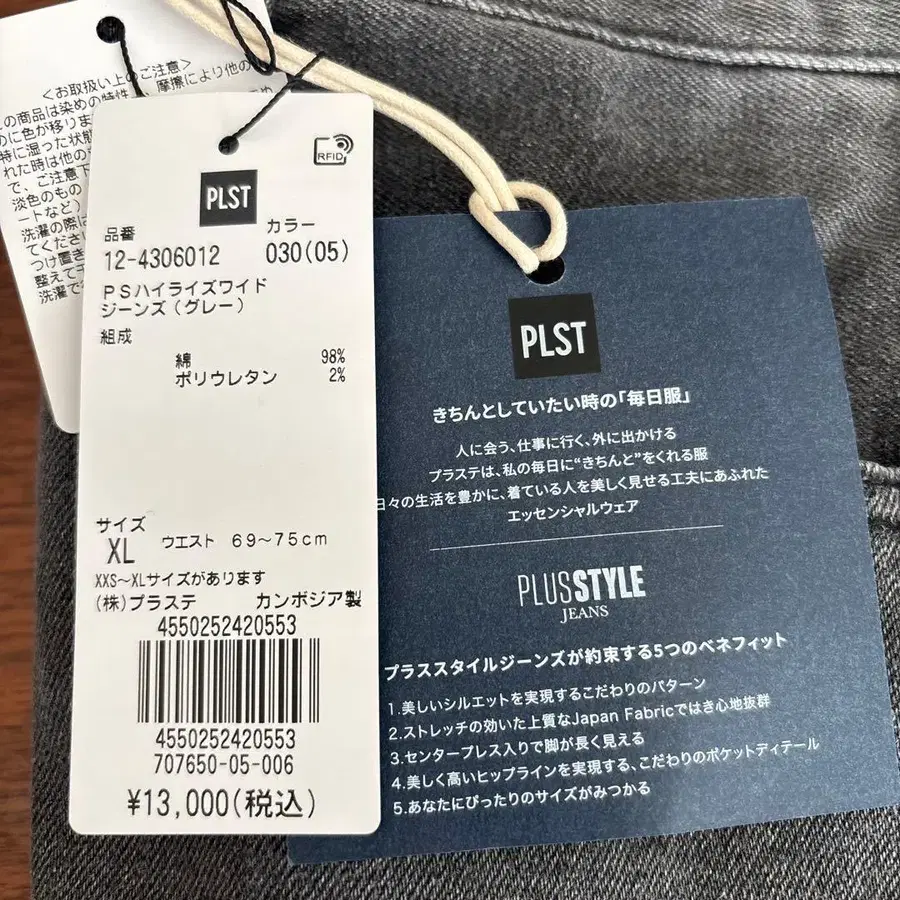 <お取扱い上のご注意>
の商品は染めの特性
摩擦により他の
のに色が移りま
特に湿った状態
れた時は他の
で、ご注意下
淡色のもの
ートなど)
洗濯の際は
てください
つけ置き
整えて干
洗濯で
RFID
PLST
品番
カラー
12-4306012
030(05)
PSハイライズワイド
ジーンズ(グレー)
組成
綿 98%
ポリウレタン 2%
サイズ
XL ウエスト 69~75cm
XXS~XLサイズがあります
(株)プラステ カンボジア製
4550252420553
4550252420553
707650-05-006
¥13,000(税込)
PLST
きちんとしていたい時の「毎日服」
人に会う、仕事に行く、外に出かける
プラステは、私の毎日に“きちんと”をくれる服
日々の生活を豊かに、着ている人を美しく見せる工夫にあふれた
エッセンシャルウェア
PLUSSTYLE
JEANS
プラススタイルジーンズが約束する5つのベネフィット
1.美しいシルエットを実現するこだわりのパターン
2.ストレッチの効いた上質なJapan Fabricではき心地抜群
3.センタープレス入りで脚が長く見える
4.美しく高いヒップラインを実現する、こだわりのポケットディテール
5.あなたにぴったりのサイズがみつかる